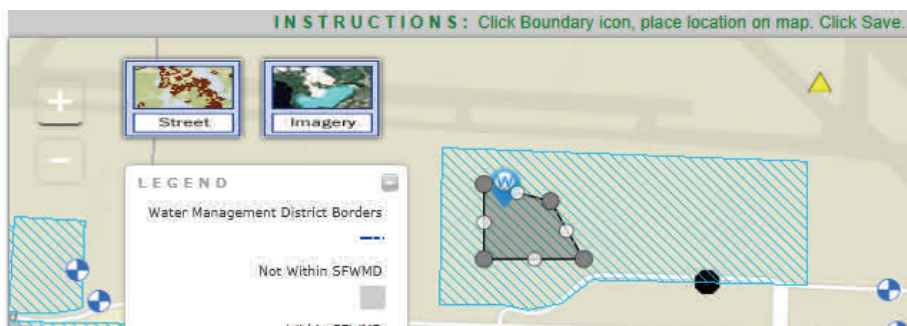 INSTRUCTIONS: Click Boundary icon, place location on map. Click Save.
+
Street
Imagery
−
LEGEND
W
Water Management District Borders
Not Within SFWMD